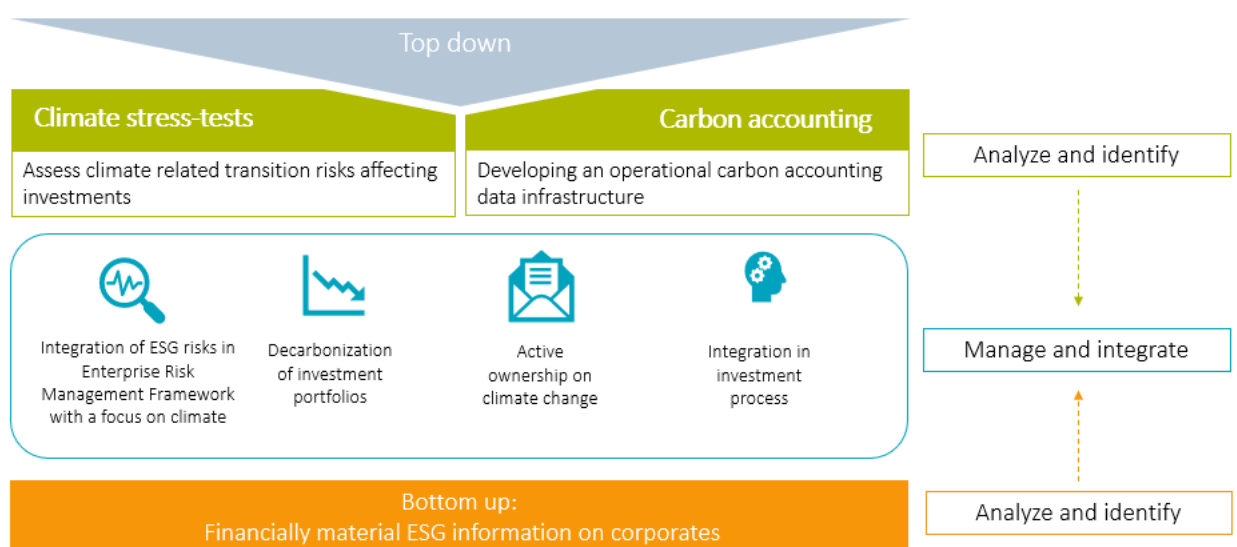 Top down
Climate stress-tests
Carbon accounting
Assess climate related transition risks affecting
investments
Developing an operational carbon accounting
data infrastructure
Analyze and identify
Integration of ESG risks in
Enterprise Risk
Management Framework
with a focus on climate
Decarbonization
of investment
portfolios
Active
ownership on
climate change
Integration in
investment
process
Manage and integrate
Bottom up:
Financially material ESG information on corporates
Analyze and identify